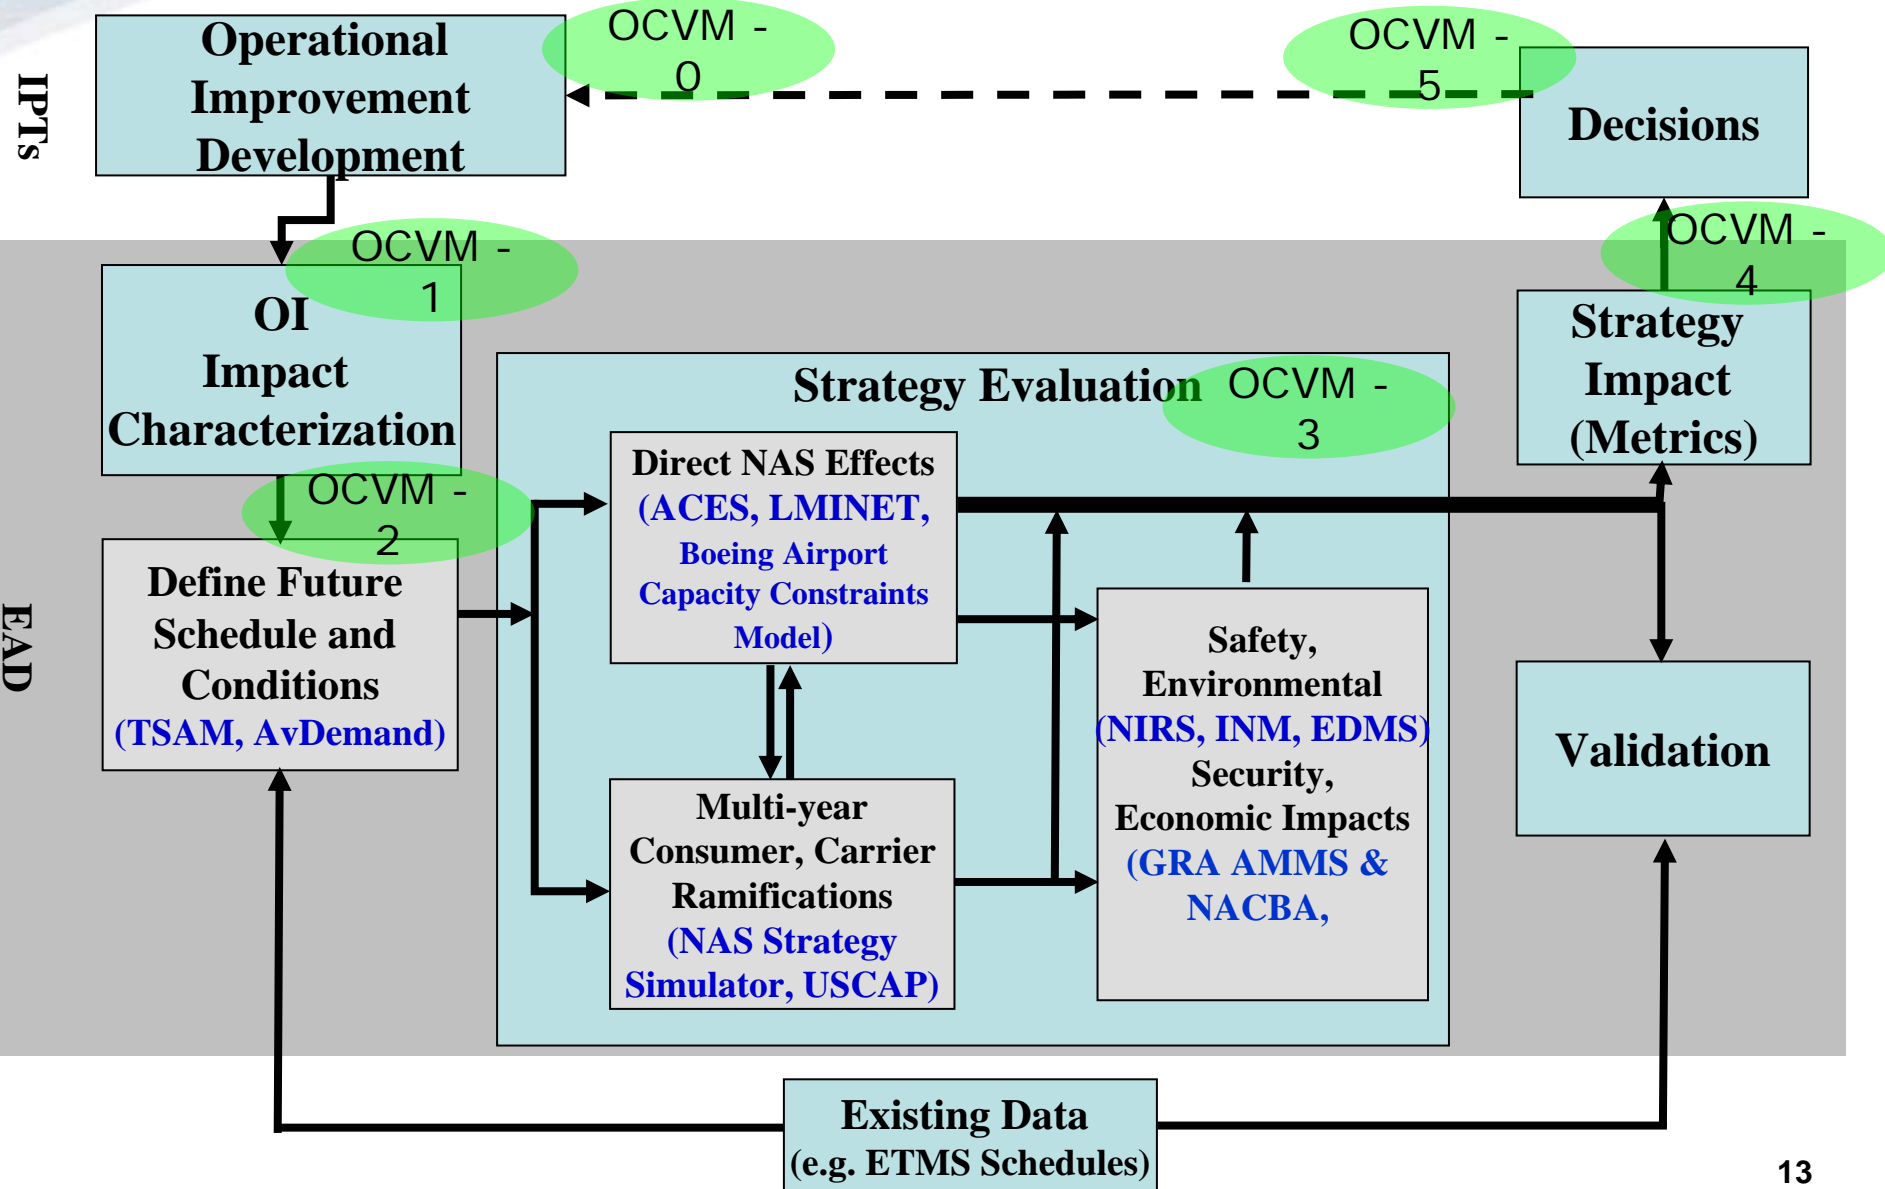 IPTs
Operational
Improvement
Development
OCVM -
0
OCVM -
5
Decisions
EAD
OCVM -
1
OI
Impact
Characterization
OCVM -
2
Define Future
Schedule and
Conditions
(TSAM, AvDemand)
Strategy Evaluation
OCVM -
3
Direct NAS Effects
(ACES, LMINET,
Boeing Airport
Capacity Constraints
Model)
Multi-year
Consumer, Carrier
Ramifications
(NAS Strategy
Simulator, USCAP)
Safety,
Environmental
(NIRS, INM, EDMS)
Security,
Economic Impacts
(GRA AMMS &
NACBA,
OCVM -
4
Strategy
Impact
(Metrics)
Validation
Existing Data
(e.g. ETMS Schedules)
13